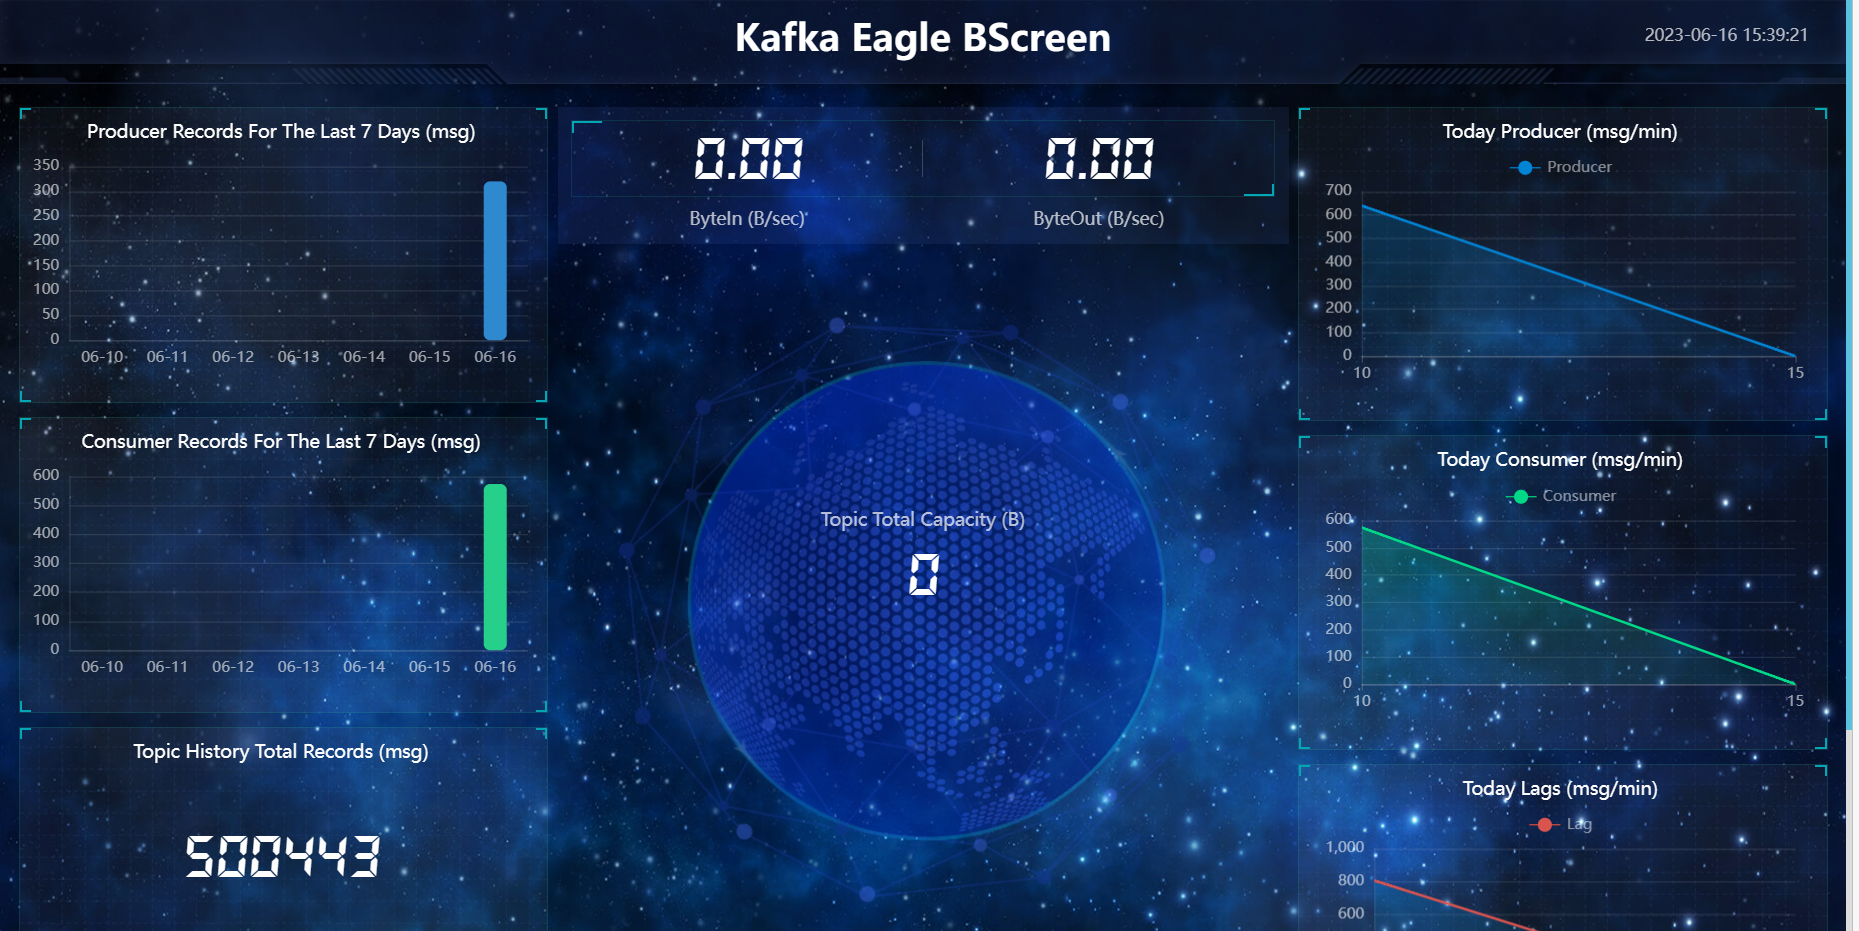 Kafka Eagle BScreen
2023-06-16 15:39:21
Producer Records For The Last 7 Days (msg)
350
300
250
200
150
100
50
0
06-10 06-11 06-12 06-13 06-14 06-15 06-16
Consumer Records For The Last 7 Days (msg)
600
500
400
300
200
100
0
06-10 06-11 06-12 06-13 06-14 06-15 06-16
Topic History Total Records (msg)
500443
0.00 0.00
ByteIn (B/sec) ByteOut (B/sec)
Topic Total Capacity (B)
0
Today Producer (msg/min)
Producer
700
600
500
400
300
200
100
0
10 15
Today Consumer (msg/min)
Consumer
600
500
400
300
200
100
0
10 15
Today Lags (msg/min)
Lag
1,000
800
600